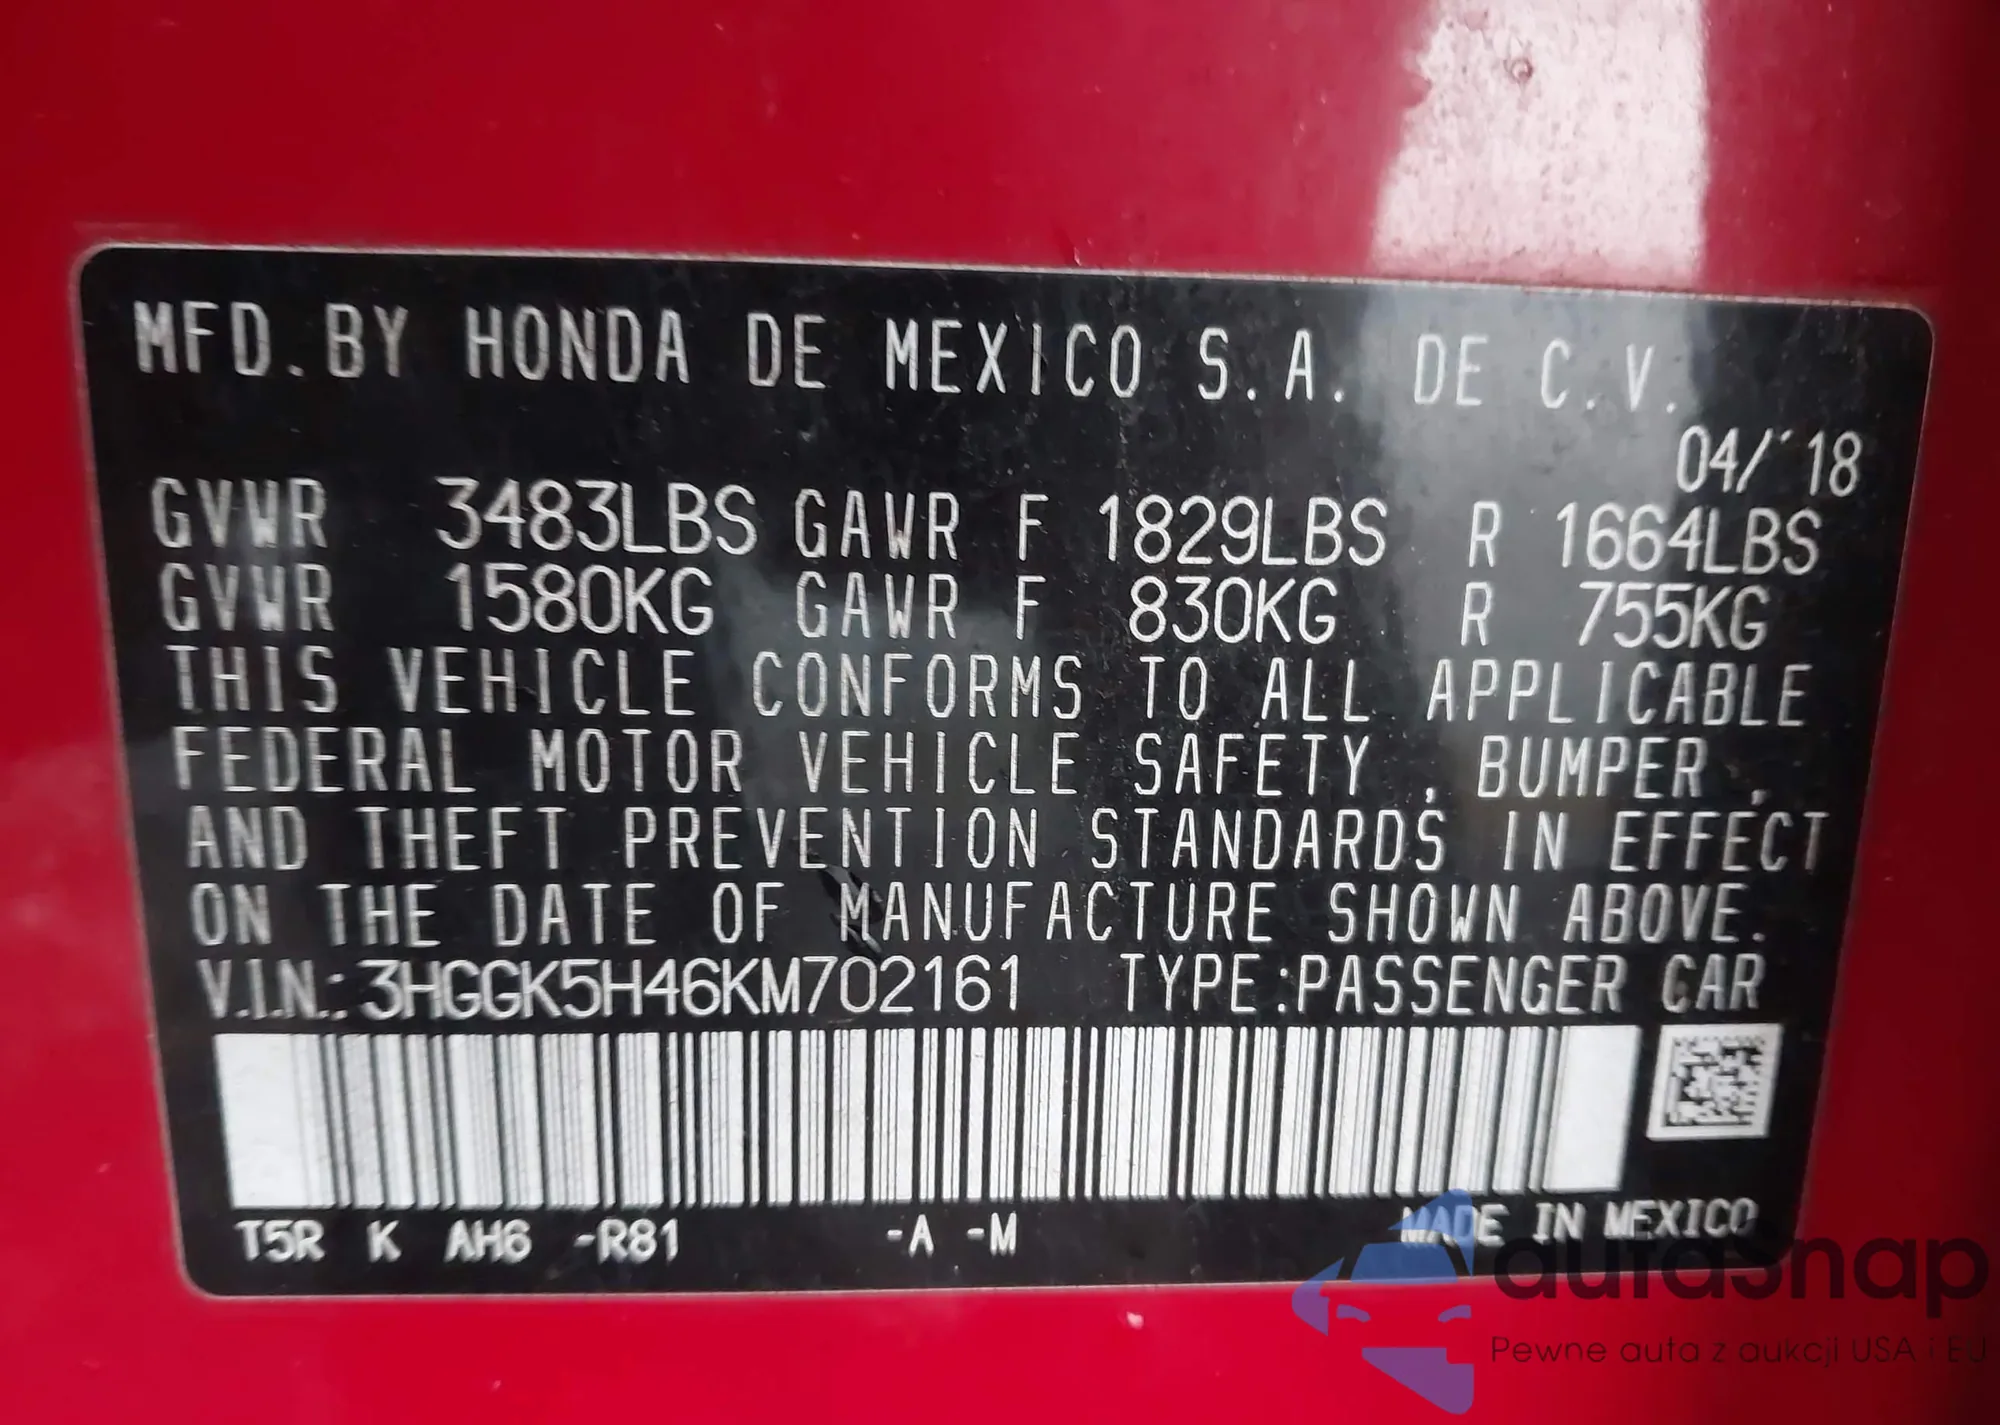 MFD. BY HONDA DE MEXICO S.A. DE C.V.
04/'18
GVWR 3483LBS GAWR F 1829LBS R 1664LBS
GVWR 1580KG GAWR F 830KG R 755KG
THIS VEHICLE CONFORMS TO ALL APPLICABLE
FEDERAL MOTOR VEHICLE SAFETY , BUMPER ,
AND THEFT PREVENTION STANDARDS IN EFFECT
ON THE DATE OF MANUFACTURE SHOWN ABOVE.
V.I.N.: 3HGGK5H46KM702161 TYPE:PASSENGER CAR
T5R K AH6 -R81 -A -M MADE IN MEXICO
autasnap
Pewne auta z aukcji USA i EU